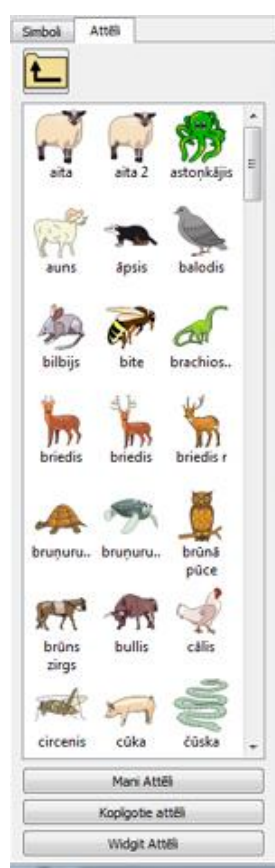 Simboli Attēli
aita aita 2 astoņkājis
auns āpsis balodis
bilbijs bite brachios..
briedis briedis briedis r
bruņuru.. bruņuru.. brūnā
pūce
brūns bullis cālis
zirgs
circenis cūka čūska
Mani Attēli
Kopīgotie attēli
Widgit Attēli